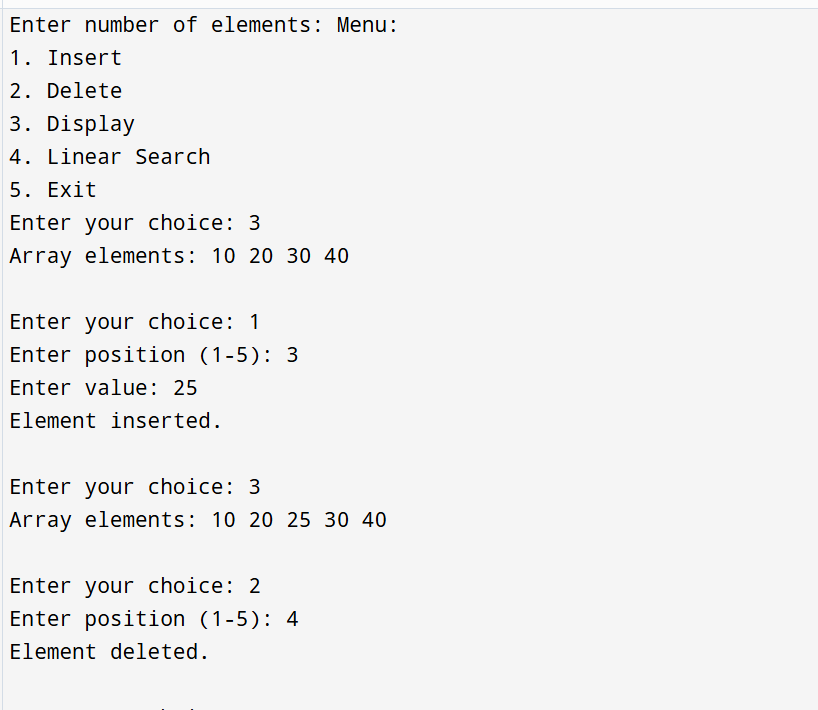 Enter number of elements: Menu:
1. Insert
2. Delete
3. Display
4. Linear Search
5. Exit
Enter your choice: 3
Array elements: 10 20 30 40
Enter your choice: 1
Enter position (1-5): 3
Enter value: 25
Element inserted.
Enter your choice: 3
Array elements: 10 20 25 30 40
Enter your choice: 2
Enter position (1-5): 4
Element deleted.